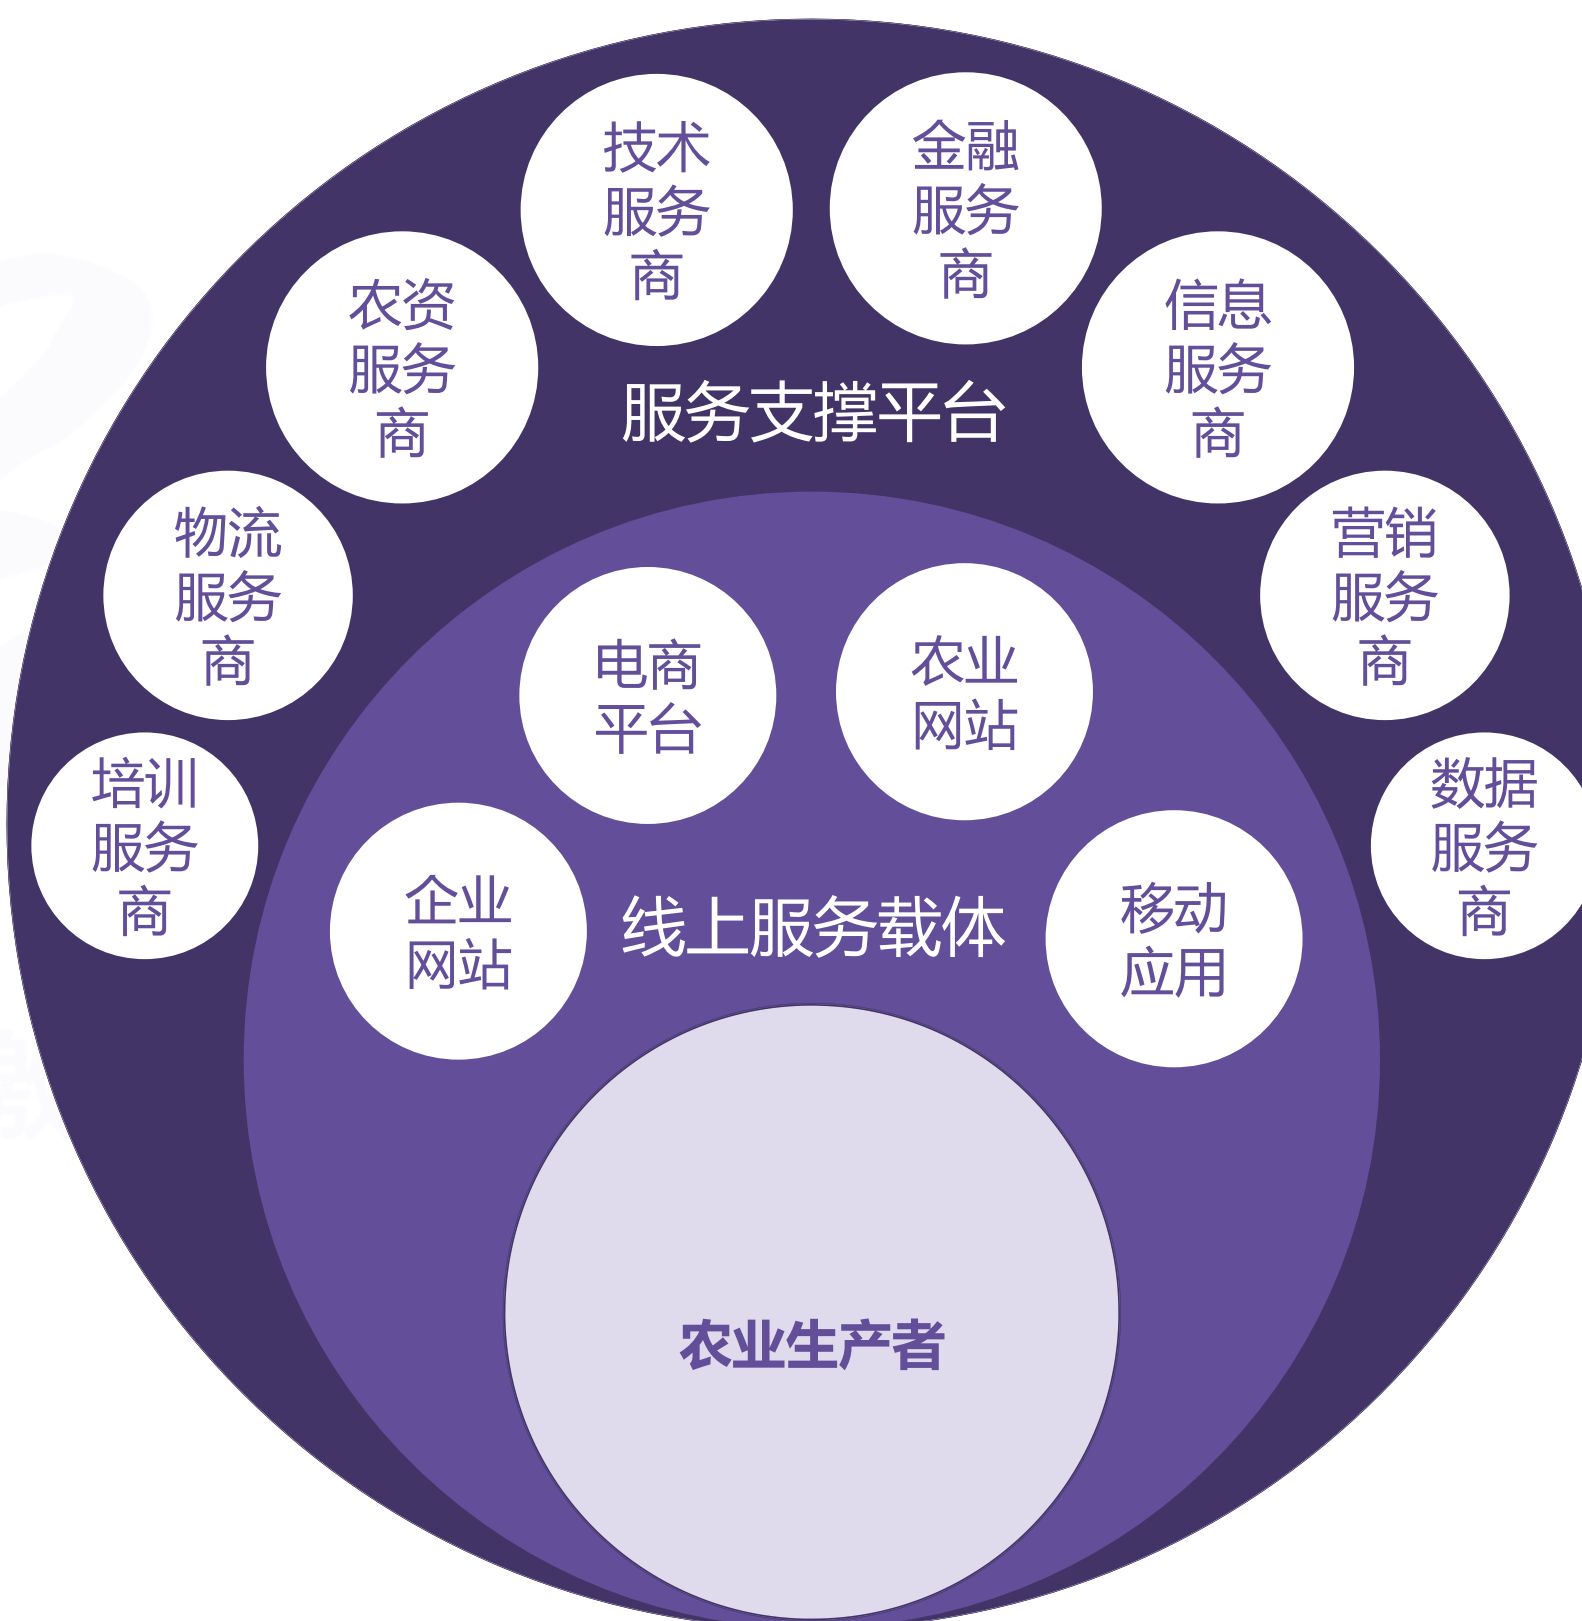 技术
服务
商
金融
服务
商
农资
服务
商
信息
服务
商
服务支撑平台
物流
服务
商
营销
服务
商
电商
平台
农业
网站
培训
服务
商
数据
服务
商
企业
网站
线上服务载体
移动
应用
农业生产者